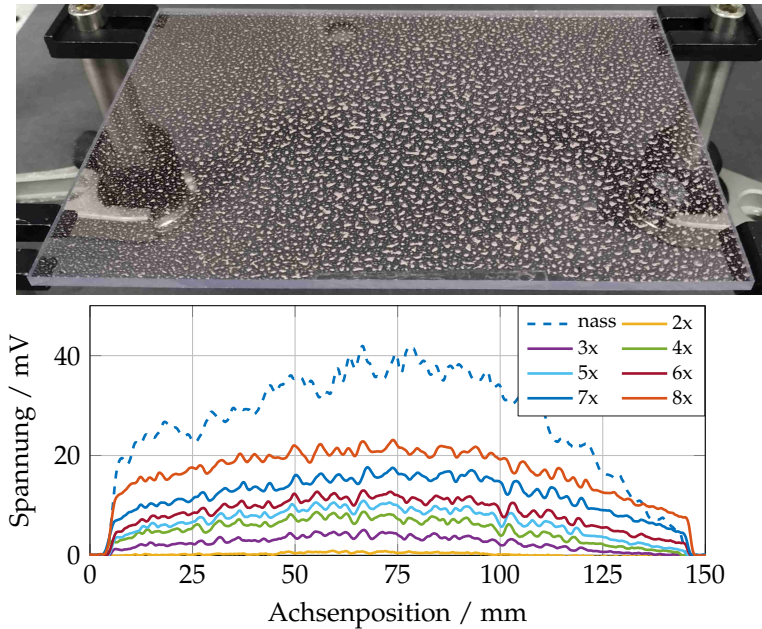 Spannung / mV
40
20
0
nass 2x
3x 4x
5x 6x
7x 8x
0 25 50 75 100 125 150
Achsenposition / mm